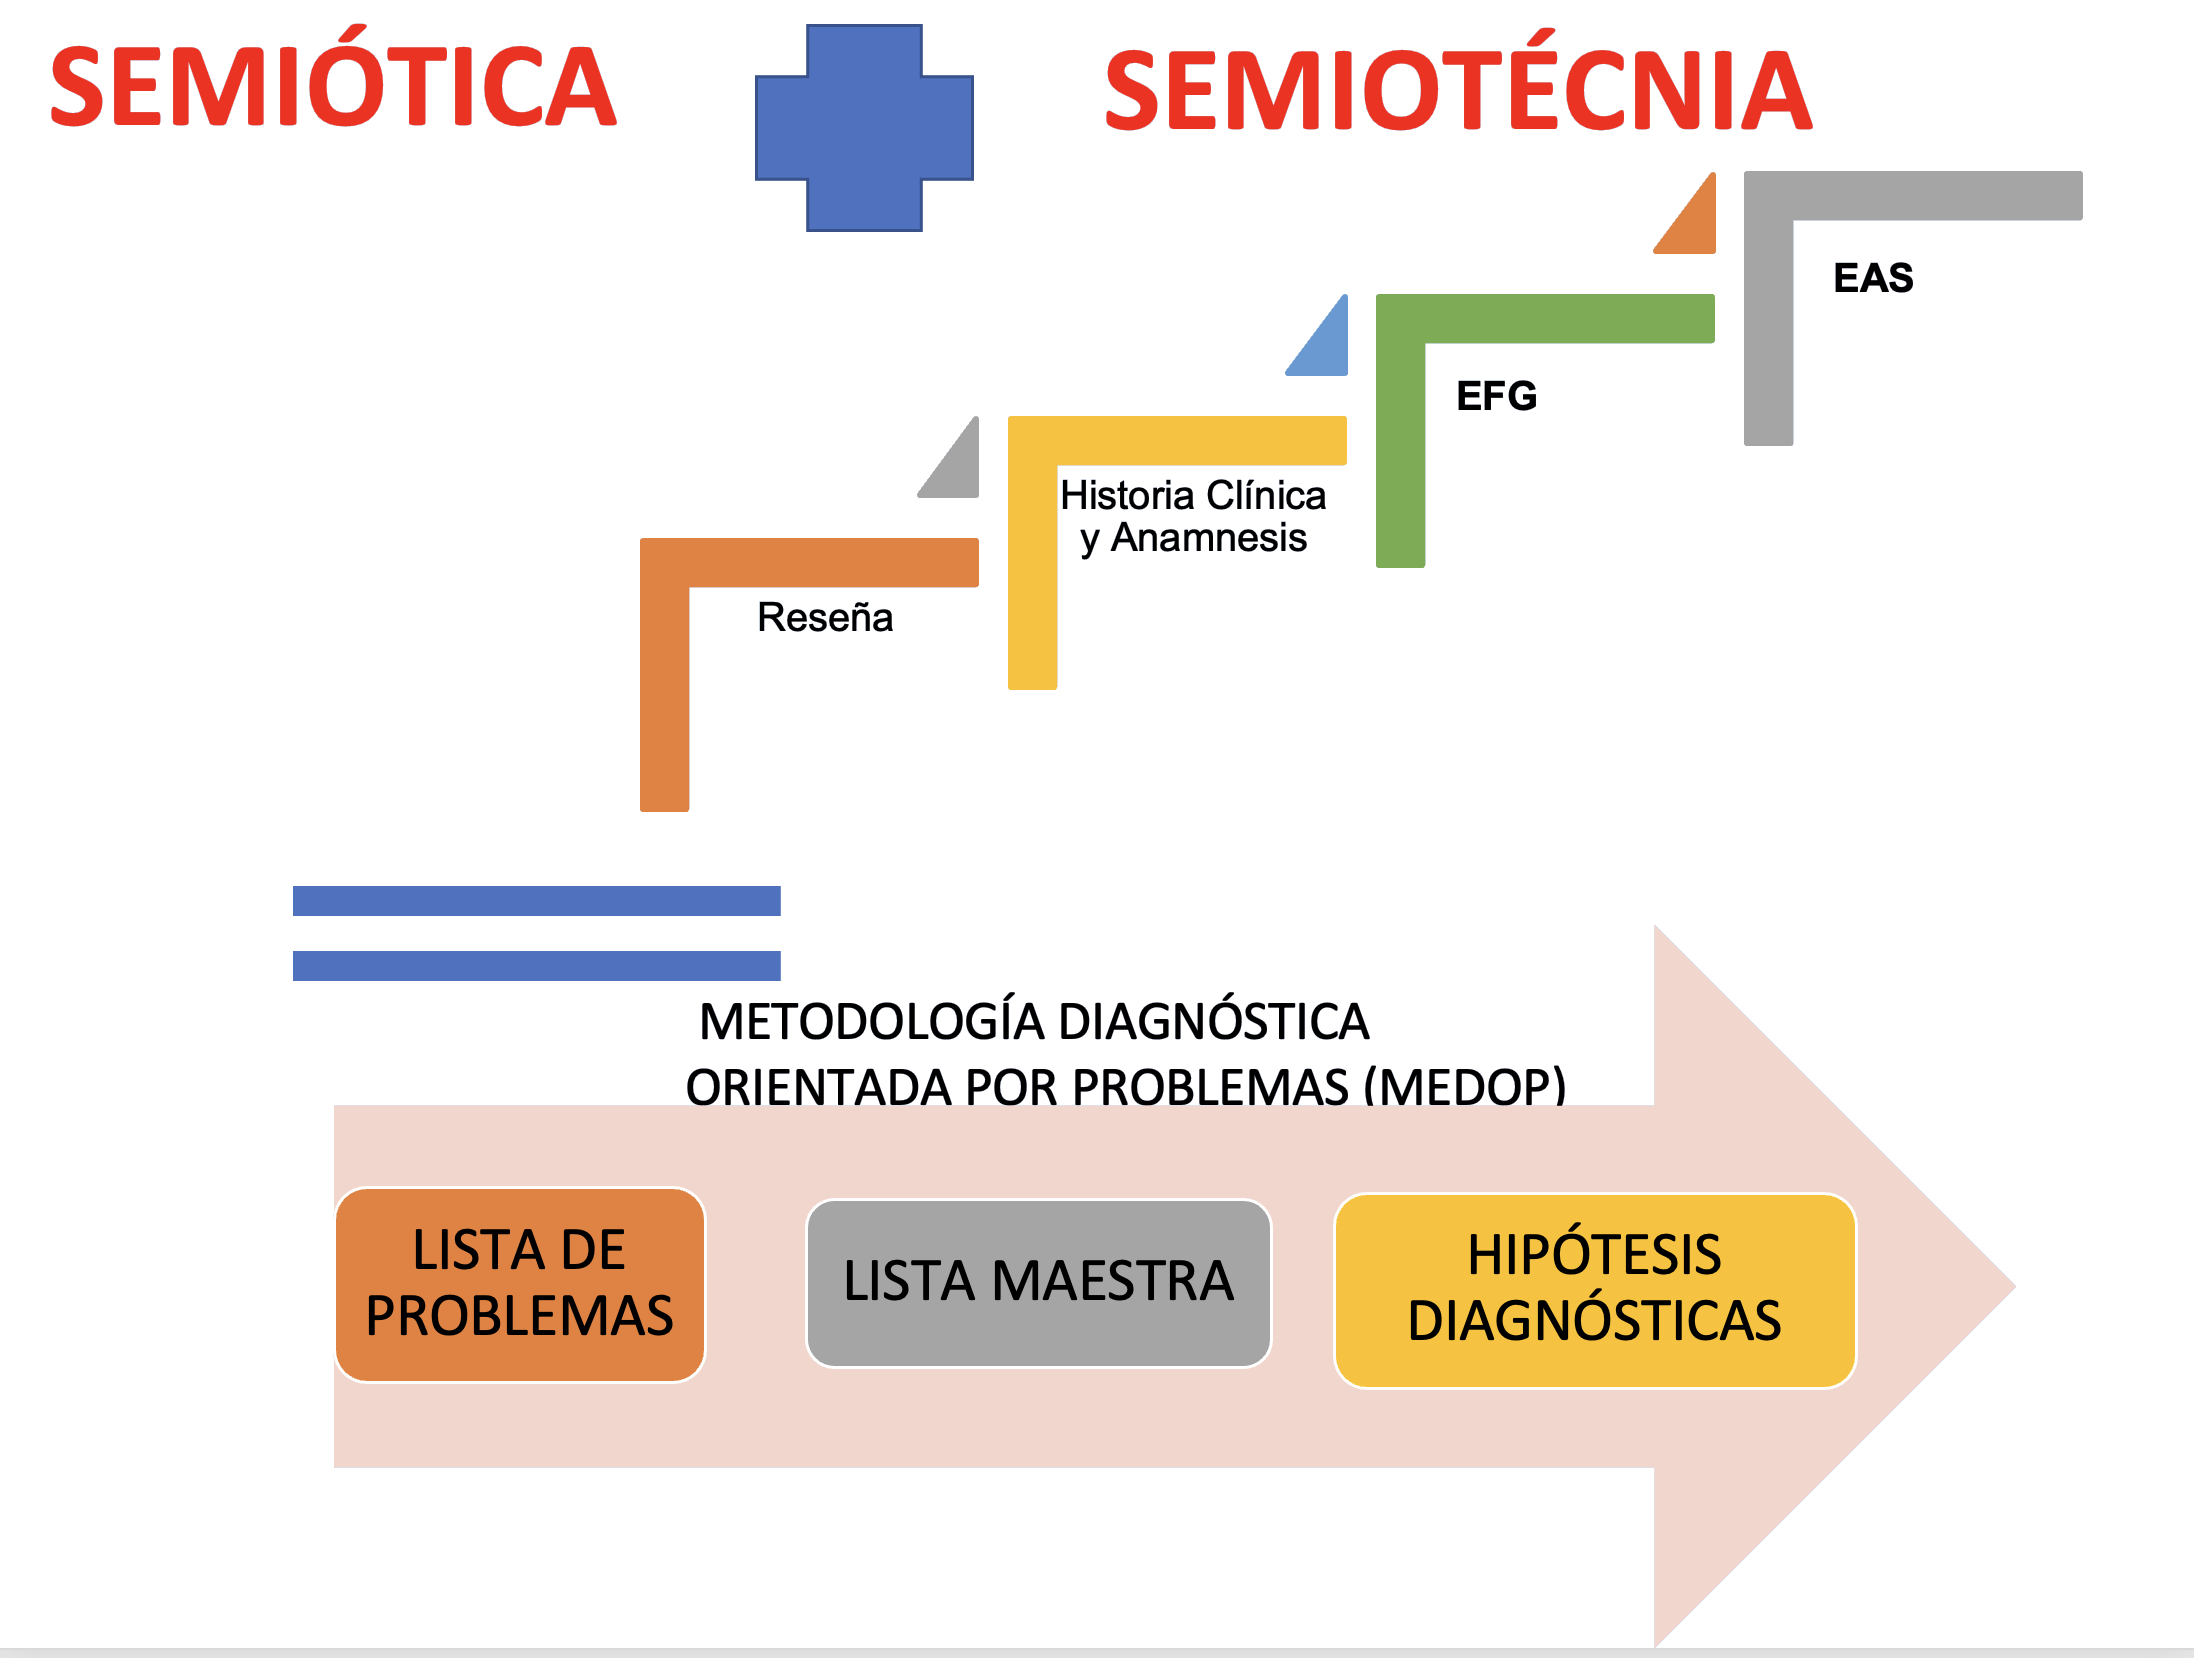 SEMIÓTICA
SEMIOTÉCNIA
EAS
EFG
Historia Clínica
y Anamnesis
Reseña
METODOLOGÍA DIAGNÓSTICA
ORIENTADA POR PROBLEMAS (MEDOP)
LISTA DE
PROBLEMAS
LISTA MAESTRA
HIPÓTESIS
DIAGNÓSTICAS